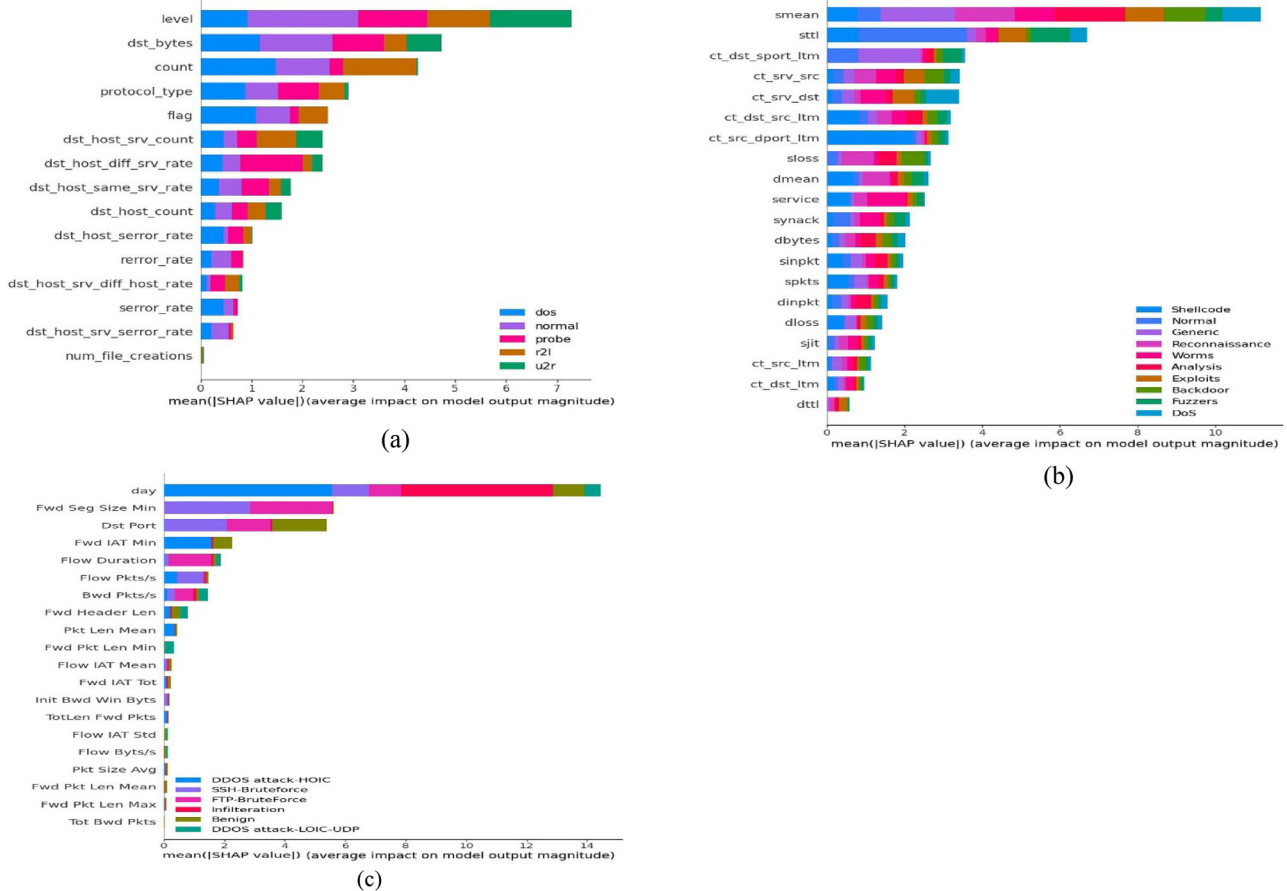 level
dst_bytes
count
protocol_type
flag
dst_host_srv_count
dst_host_diff_srv_rate
dst_host_same_srv_rate
dst_host_count
dst_host_serror_rate
rerror_rate
dst_host_srv_diff_host_rate
serror_rate
dst_host_srv_serror_rate
num_file_creations
dos
normal
probe
r2l
u2r
0 1 2 3 4 5 6 7
mean(|SHAP value|) (average impact on model output magnitude)
(a)
smean
sttl
ct_dst_sport_ltm
ct_srv_src
ct_srv_dst
ct_dst_src_ltm
ct_src_dport_ltm
sloss
dmean
service
synack
dbytes
sinpkt
spkts
dinpkt
dloss
sjit
ct_src_ltm
ct_dst_ltm
dttl
Shellcode
Normal
Generic
Reconnaissance
Worms
Analysis
Exploits
Backdoor
Fuzzers
DoS
0 2 4 6 8 10
mean(|SHAP value|) (average impact on model output magnitude)
(b)
day
Fwd Seg Size Min
Dst Port
Fwd IAT Min
Flow Duration
Flow Pkts/s
Bwd Pkts/s
Fwd Header Len
Pkt Len Mean
Fwd Pkt Len Min
Flow IAT Mean
Fwd IAT Tot
Init Bwd Win Byts
TotLen Fwd Pkts
Flow IAT Std
Flow Byts/s
Pkt Size Avg
Fwd Pkt Len Mean
Fwd Pkt Len Max
Tot Bwd Pkts
DDOS attack-HOIC
SSH-Bruteforce
FTP-BruteForce
Infilteration
Benign
DDOS attack-LOIC-UDP
0 2 4 6 8 10 12 14
mean(|SHAP value|) (average impact on model output magnitude)
(c)